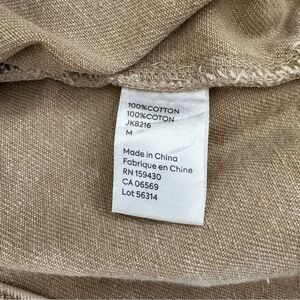 100%COTTON
100%COTON
JK8216
M
Made in China
Fabrique en Chine
RN 159430
CA 06569
Lot 56314